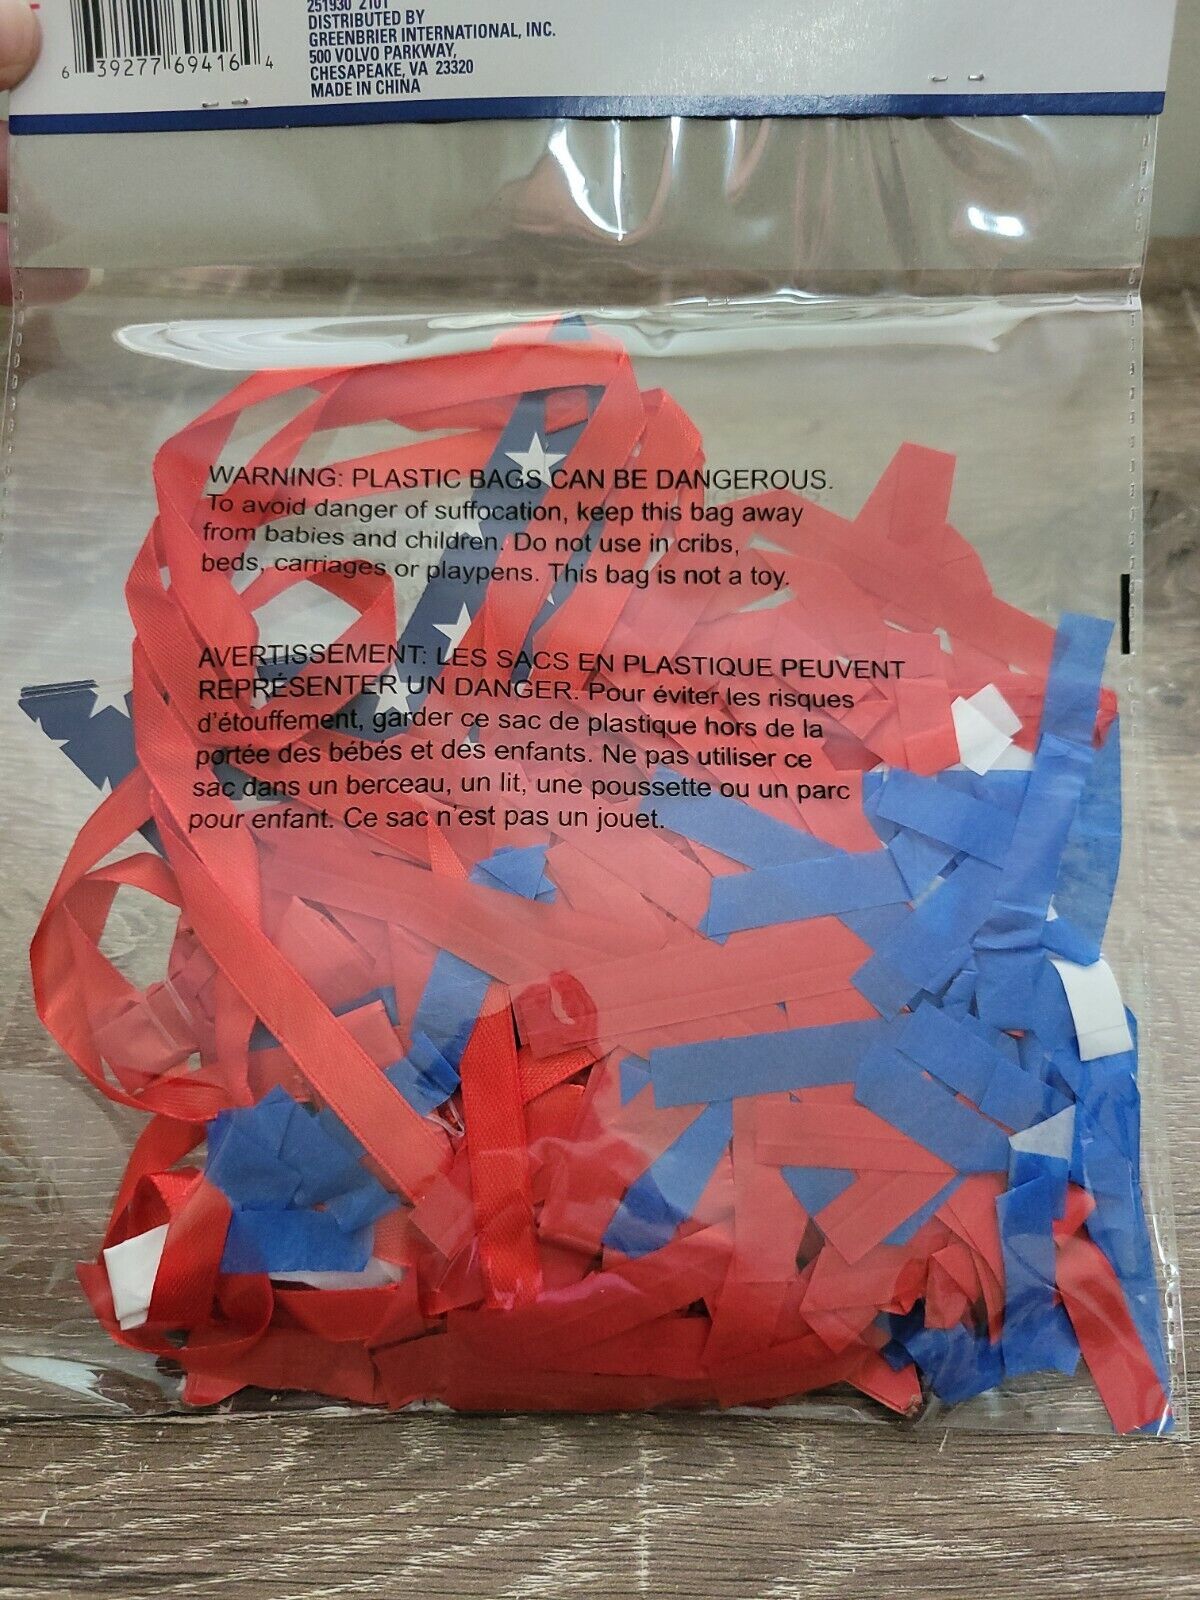 251930 2101
DISTRIBUTED BY
GREENBRIER INTERNATIONAL, INC.
500 VOLVO PARKWAY,
CHESAPEAKE, VA 23320
MADE IN CHINA
6 39277 69416 4
WARNING: PLASTIC BAGS CAN BE DANGEROUS.
To avoid danger of suffocation, keep this bag away
from babies and children. Do not use in cribs,
beds, carriages or playpens. This bag is not a toy.
AVERTISSEMENT: LES SACS EN PLASTIQUE PEUVENT
REPRÉSENTER UN DANGER. Pour éviter les risques
d'étouffement, garder ce sac de plastique hors de la
portée des bébés et des enfants. Ne pas utiliser ce
sac dans un berceau, un lit, une poussette ou un parc
pour enfant. Ce sac n'est pas un jouet.